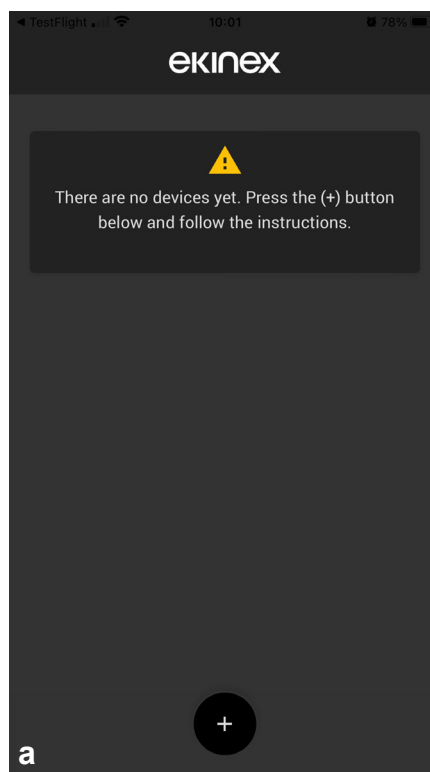 ◀ TestFlight 10:01 78%
ekinex
There are no devices yet. Press the (+) button
below and follow the instructions.
+
a